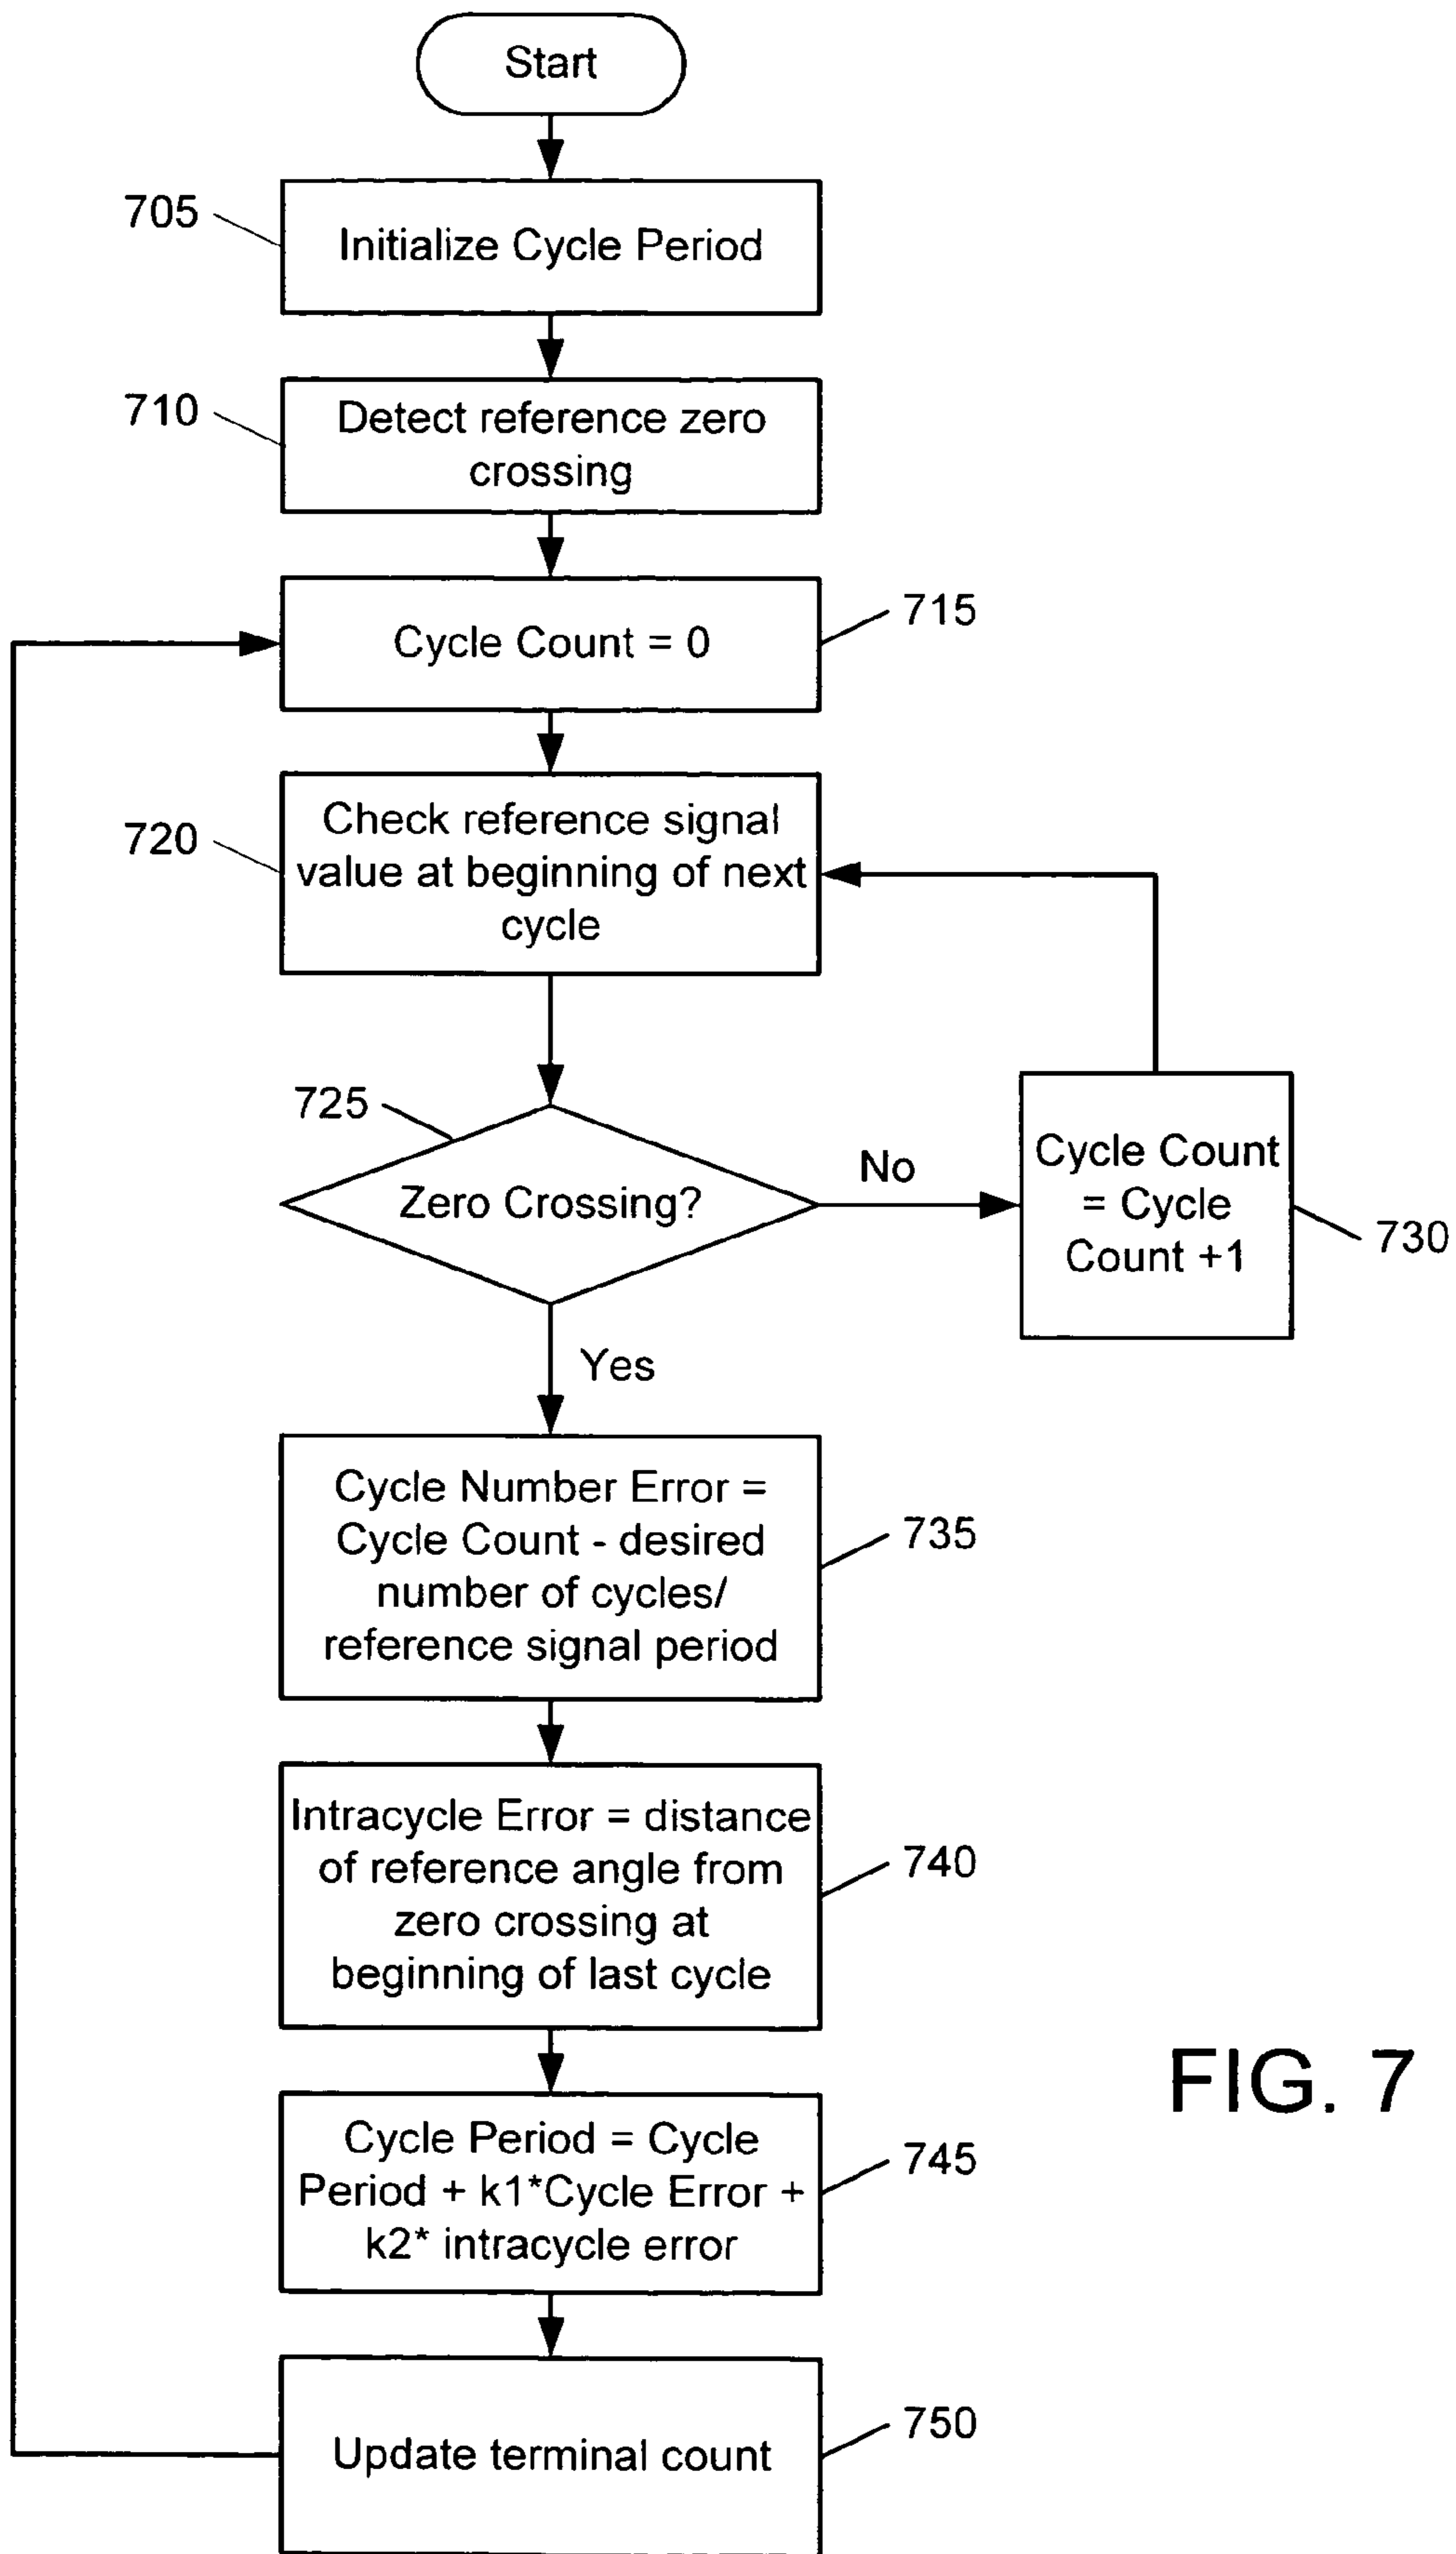 Start
705
Initialize Cycle Period
710
Detect reference zero
crossing
715
Cycle Count = 0
720
Check reference signal
value at beginning of next
cycle
725
Zero Crossing?
No
Cycle Count
= Cycle
Count +1
730
Yes
Cycle Number Error =
Cycle Count - desired
number of cycles/
reference signal period
735
Intracycle Error = distance
of reference angle from
zero crossing at
beginning of last cycle
740
Cycle Period = Cycle
Period + k1*Cycle Error +
k2* intracycle error
745
Update terminal count
750
FIG. 7